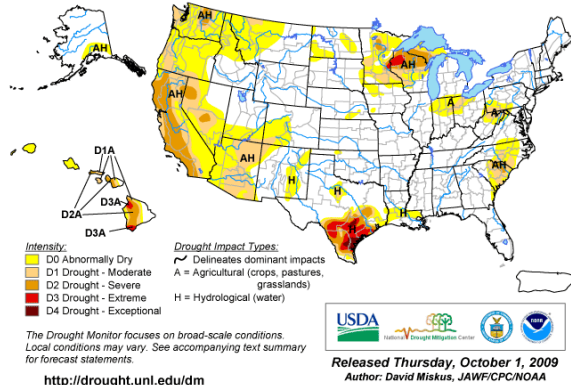 AH
AH
AH
AH
A
A
AH
AH
H
H
H
H
D1A
D3A
D2A
D3A
Intensity:
D0 Abnormally Dry
D1 Drought - Moderate
D2 Drought - Severe
D3 Drought - Extreme
D4 Drought - Exceptional
Drought Impact Types:
Delineates dominant impacts
A = Agricultural (crops, pastures,
grasslands)
H = Hydrological (water)
The Drought Monitor focuses on broad-scale conditions.
Local conditions may vary. See accompanying text summary
for forecast statements.
http://drought.unl.edu/dm
USDA
National Drought Mitigation Center
Released Thursday, October 1, 2009
Author: David Miskus, JAWF/CPC/NOAA